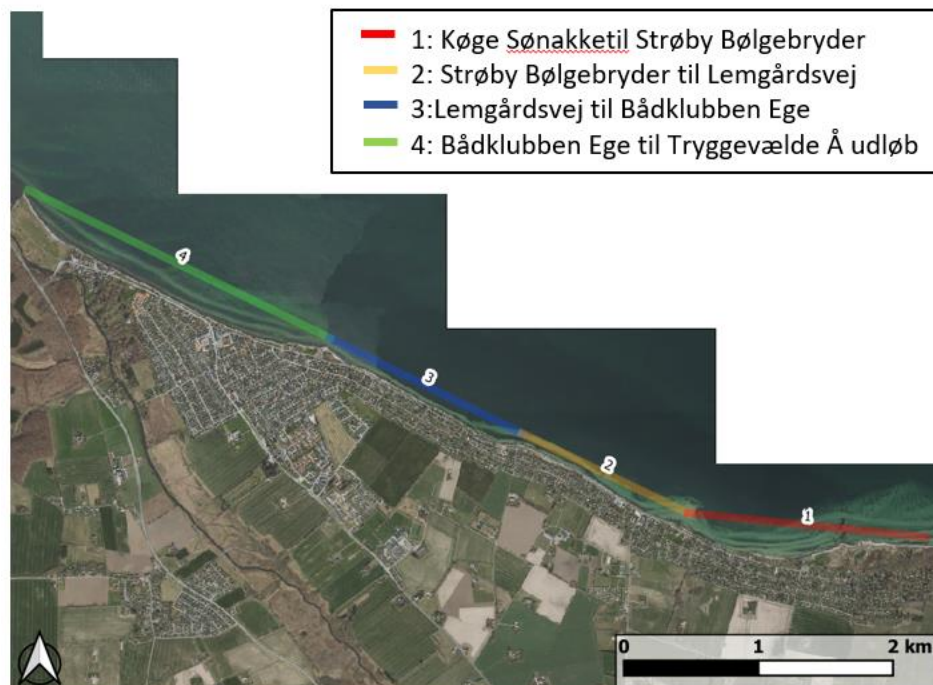 1: Køge Sønakketil Strøby Bølgebryder
2: Strøby Bølgebryder til Lemgårdsvej
3:Lemgårdsvej til Bådklubben Ege
4: Bådklubben Ege til Tryggevælde Å udløb
4
3
2
1
0 1 2 km